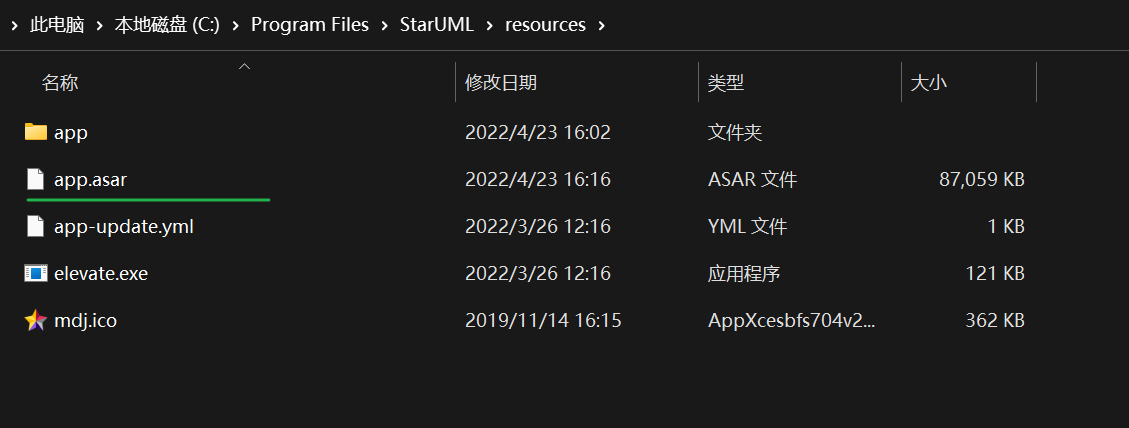 › 此电脑 › 本地磁盘 (C:) › Program Files › StarUML › resources ›
名称 修改日期 类型 大小
app 2022/4/23 16:02 文件夹
app.asar 2022/4/23 16:16 ASAR 文件 87,059 KB
app-update.yml 2022/3/26 12:16 YML 文件 1 KB
elevate.exe 2022/3/26 12:16 应用程序 121 KB
mdj.ico 2019/11/14 16:15 AppXcesbfs704v2... 362 KB